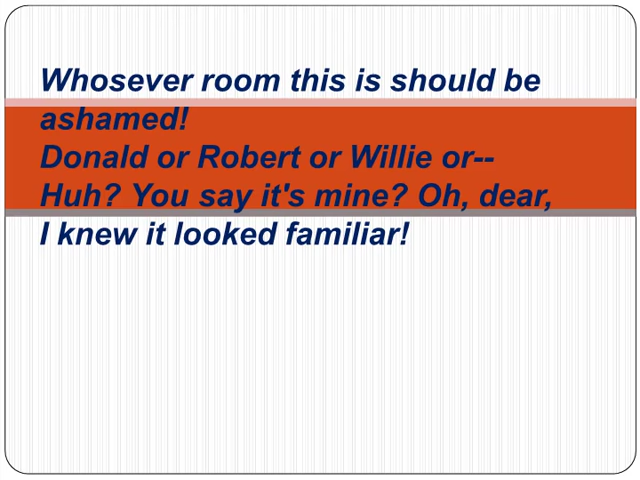 Whosever room this is should be
ashamed!
Donald or Robert or Willie or--
Huh? You say it's mine? Oh, dear,
I knew it looked familiar!